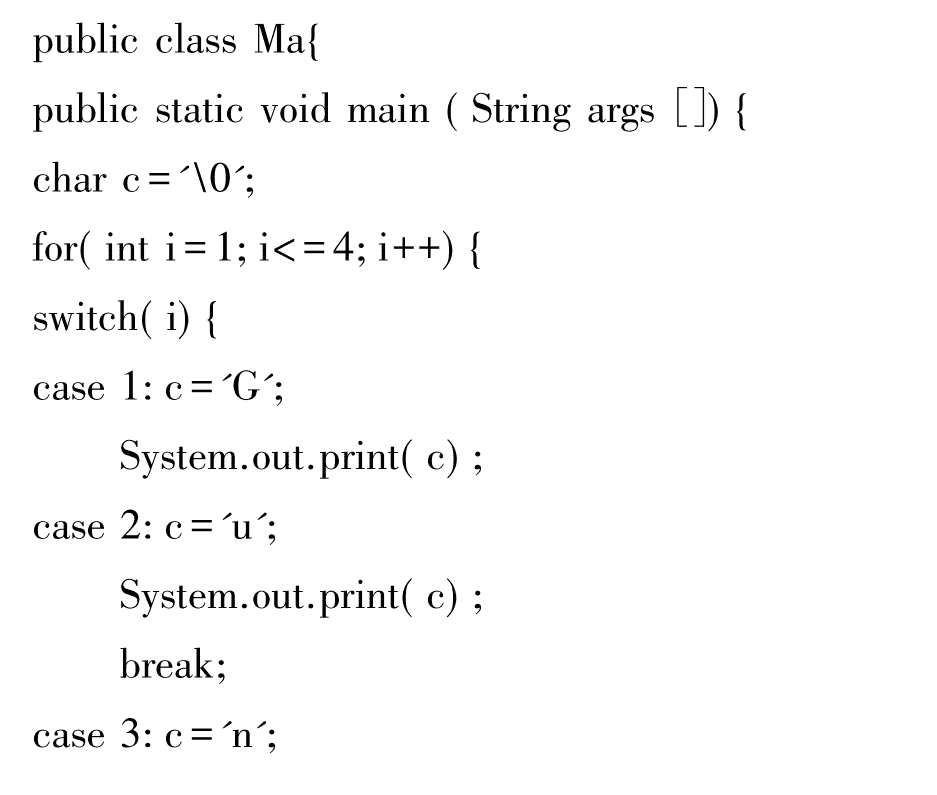 public class Ma{
public static void main ( String args []) {
char c=´\0´;
for( int i=1; i<=4; i++) {
switch( i) {
case 1: c=´G´;
System.out.print( c) ;
case 2: c=´u´;
System.out.print( c) ;
break;
case 3: c=´n´;